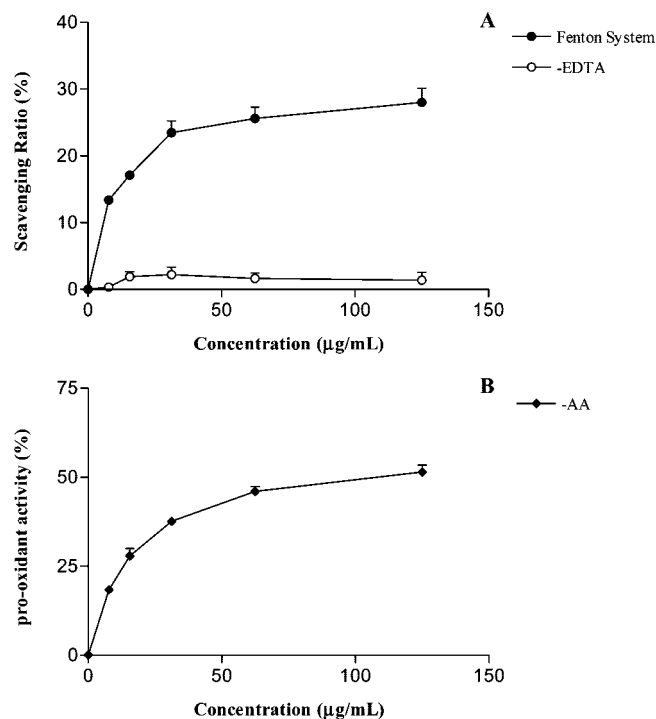 A
40
30
20
10
0
Scavenging Ratio (%)
0 50 100 150
Concentration (µg/mL)
Fenton System
-EDTA
B
75
50
25
0
pro-oxidant activity (%)
0 50 100 150
Concentration (µg/mL)
-AA